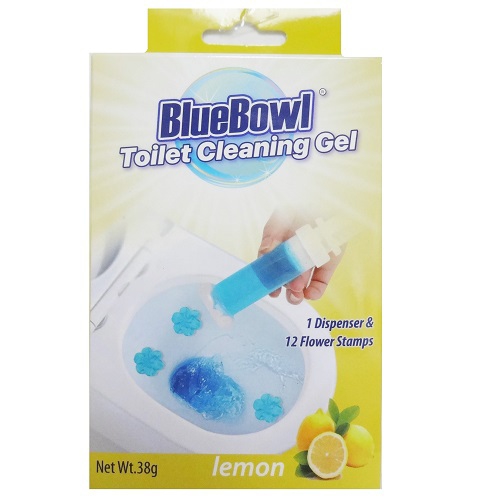 BlueBowl®
Toilet Cleaning Gel
1 Dispenser &
12 Flower Stamps
Net Wt.38g
lemon